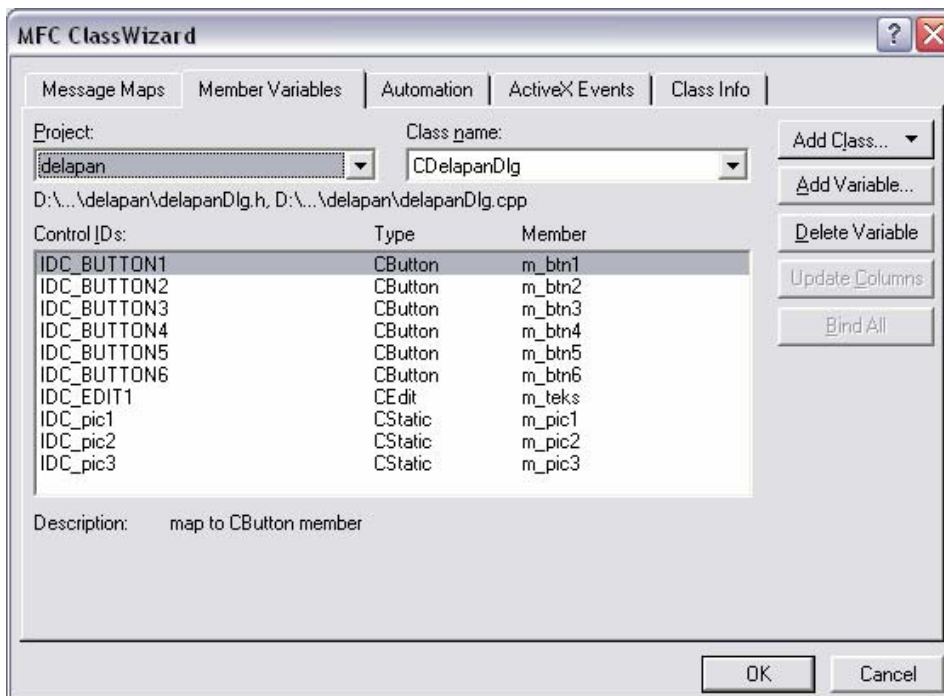 MFC ClassWizard
Message Maps Member Variables Automation ActiveX Events Class Info
Project: Class name: Add Class...
delapan CDelapanDlg
Add Variable...
D:\...\delapan\delapanDlg.h, D:\...\delapan\delapanDlg.cpp
Control IDs: Type Member Delete Variable
IDC_BUTTON1 CButton m_btn1
IDC_BUTTON2 CButton m_btn2 Update Columns
IDC_BUTTON3 CButton m_btn3
IDC_BUTTON4 CButton m_btn4 Bind All
IDC_BUTTON5 CButton m_btn5
IDC_BUTTON6 CButton m_btn6
IDC_EDIT1 CEdit m_teks
IDC_pic1 CStatic m_pic1
IDC_pic2 CStatic m_pic2
IDC_pic3 CStatic m_pic3
Description: map to CButton member
OK Cancel